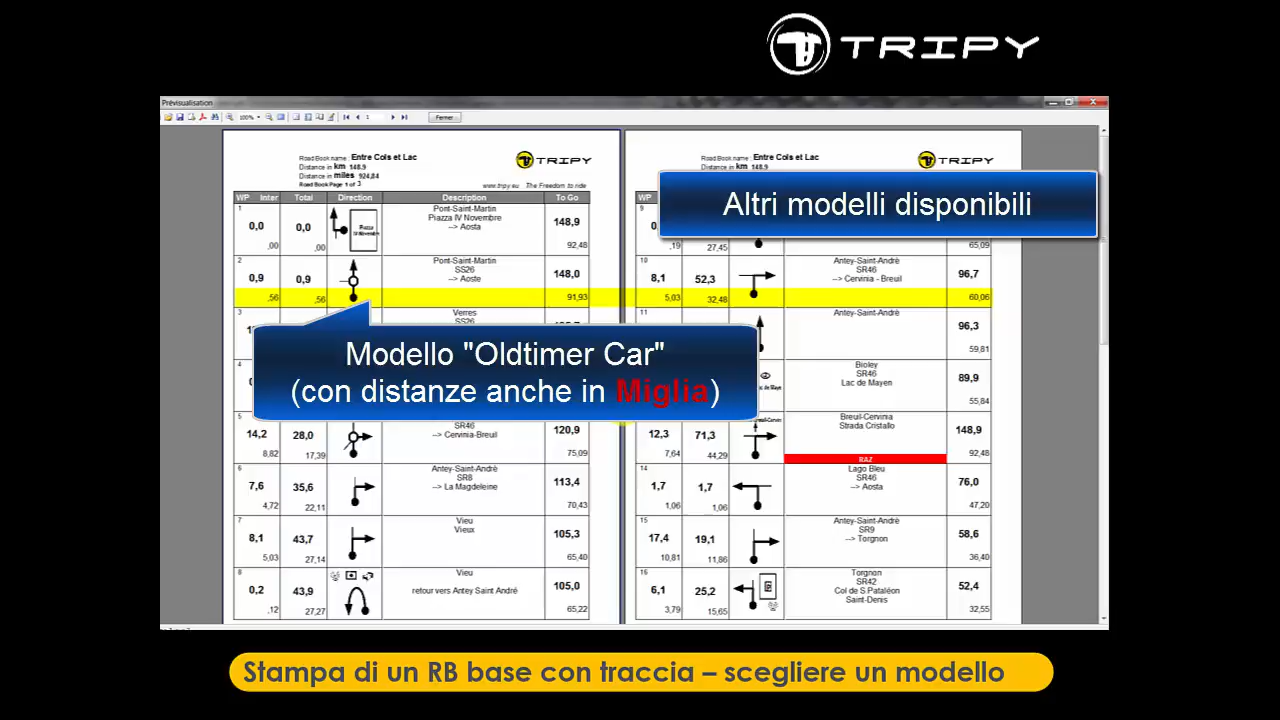 TRIPY
Prévisualisation
100%
1
Fermer
Road Book name : Entre Cols et Lac
Distance in km 148.9
Distance in miles 924,84
Road Book Page 1 of 3
TRIPY
www.tripy.eu The Freedom to ride
WP Inter Total Direction Description To Go
1
0,0 0,0
,00 ,00
Piazza
IV Novembre
Pont-Saint-Martin
Piazza IV Novembre
--> Aosta
148,9
92,48
2
0,9 0,9
,56 ,56
Pont-Saint-Martin
SS26
--> Aoste
148,0
91,93
3
Verres
SS26
4
5
14,2 28,0
8,82 17,39
SR46
--> Cervinia-Breuil
120,9
75,09
6
7,6 35,6
4,72 22,11
Antey-Saint-Andrè
SR8
--> La Magdeleine
113,4
70,43
7
8,1 43,7
5,03 27,14
Vieu
Vieux
105,3
65,40
8
0,2 43,9
,12 27,27
Vieu
retour vers Antey Saint André
105,0
65,22
Road Book name : Entre Cols et Lac
Distance in km 148.9
TRIPY
WP
9
,19 27,45
65,09
10
8,1 52,3
5,03 32,48
Antey-Saint-Andrè
SR46
--> Cervinia - Breuil
96,7
60,06
11
Antey-Saint-Andrè
96,3
59,81
Bioley
SR46
Lac de Mayen
89,9
55,84
12,3 71,3
7,64 44,29
Breuil-Cervinia
Strada Cristallo
148,9
92,48
RAZ
14
1,7 1,7
1,06 1,06
Lago Bleu
SR46
--> Aosta
76,0
47,20
15
17,4 19,1
10,81 11,86
Antey-Saint-Andrè
SR9
--> Torgnon
58,6
36,40
16
6,1 25,2
3,79 15,65
Torgnon
SR42
Col de S.Pataléon
Saint-Denis
52,4
32,55
Altri modelli disponibili
Modello "Oldtimer Car"
(con distanze anche in Miglia)
Stampa di un RB base con traccia – scegliere un modello